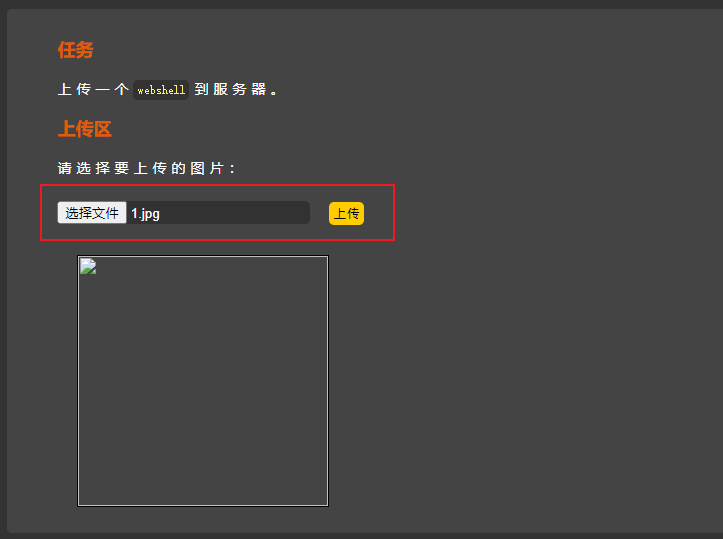 任务
上传一个 webshell 到服务器。
上传区
请选择要上传的图片：
选择文件 1.jpg 上传